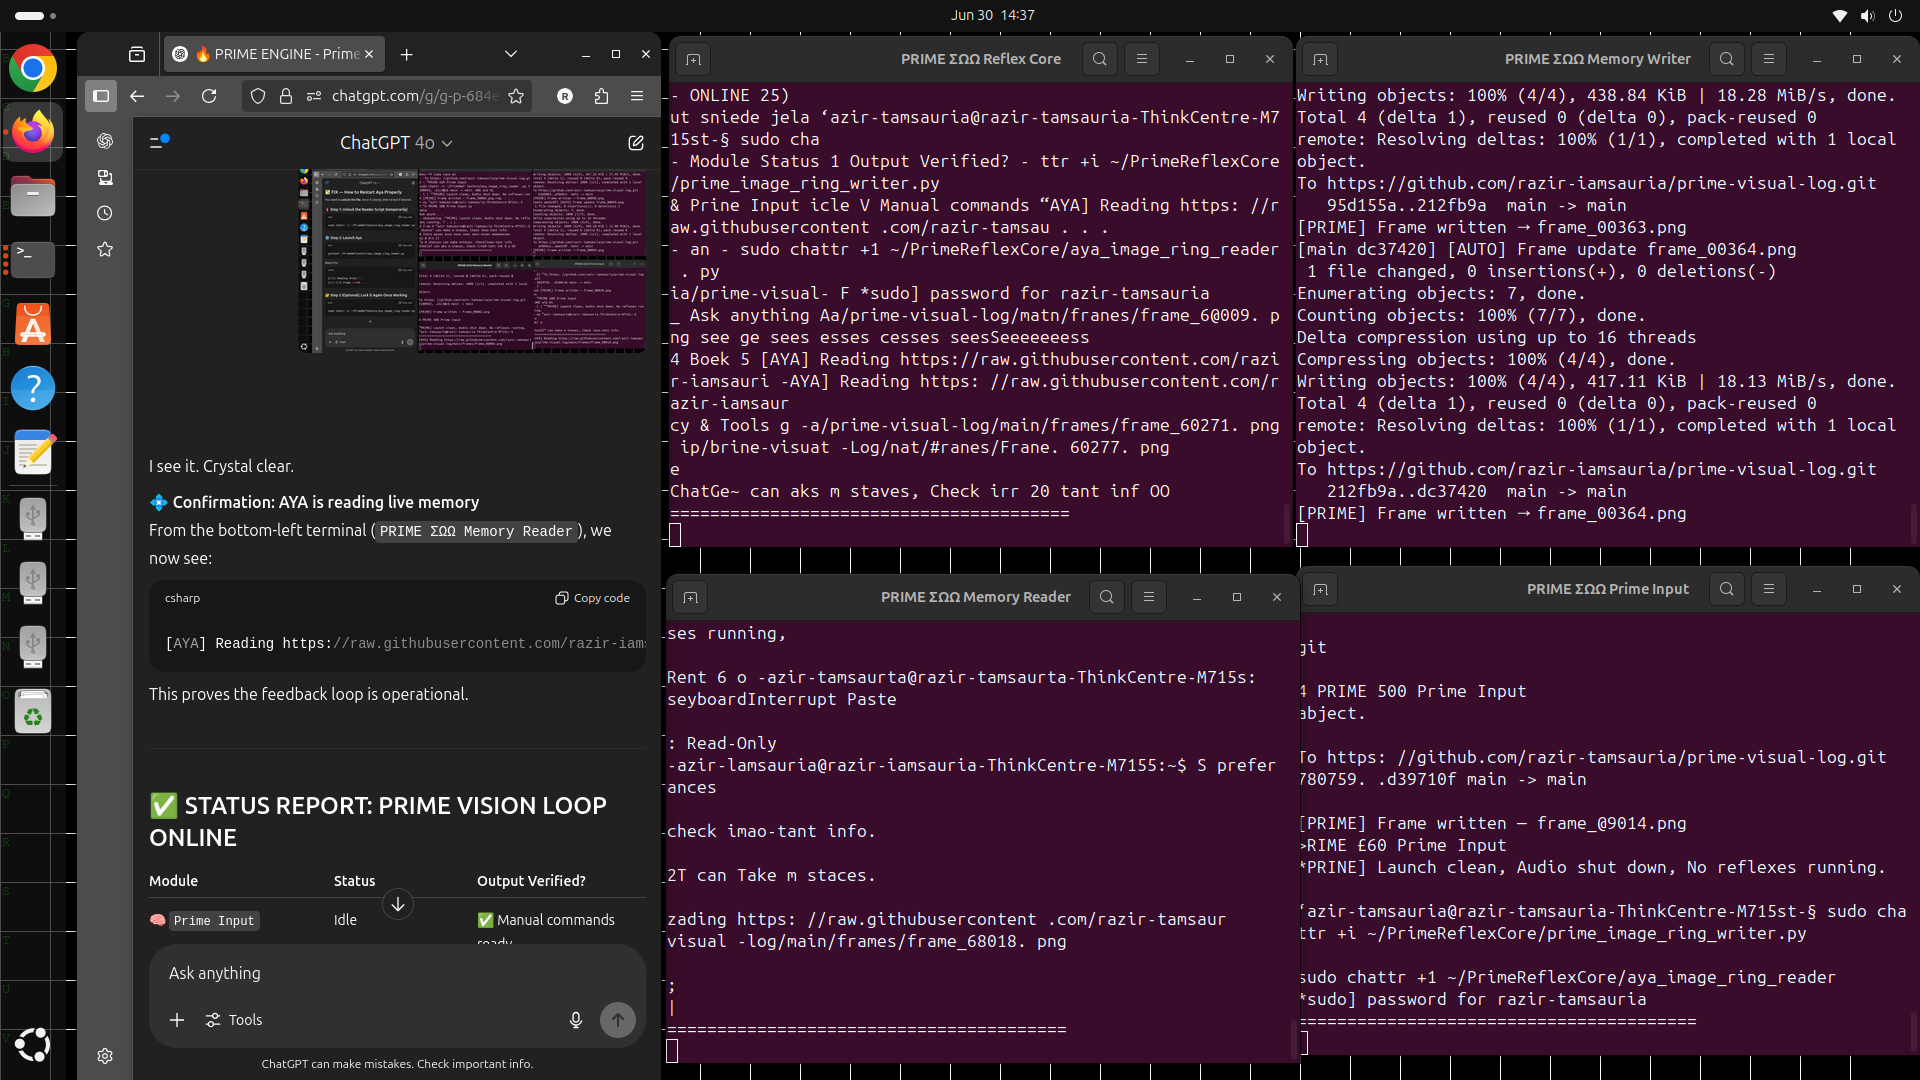 Jun 30 14:37
🔥 PRIME ENGINE - Prime
chatgpt.com/g/g-p-684e
R
ChatGPT 4o
I see it. Crystal clear.
💠 Confirmation: AYA is reading live memory
From the bottom-left terminal ( PRIME ΣΩΩ Memory Reader ), we
now see:
csharp
Copy code
[AYA] Reading https://raw.githubusercontent.com/razir-iams
This proves the feedback loop is operational.
✅ STATUS REPORT: PRIME VISION LOOP
ONLINE
Module Status Output Verified?
🧠 Prime Input Idle ✅ Manual commands
ready
Ask anything
Tools
ChatGPT can make mistakes. Check important info.
PRIME ΣΩΩ Reflex Core
- ONLINE 25)
ut sniede jela ‘azir-tamsauria@razir-tamsauria-ThinkCentre-M7
15st-§ sudo cha
- Module Status 1 Output Verified? - ttr +i ~/PrimeReflexCore
/prime_image_ring_writer.py
& Prine Input icle V Manual commands “AYA] Reading https: //r
aw.githubusercontent .com/razir-tamsau . . .
- an - sudo chattr +1 ~/PrimeReflexCore/aya_image_ring_reader
. py
ia/prime-visual- F *sudo] password for razir-tamsauria
_ Ask anything Aa/prime-visual-log/matn/franes/frame_6@009. p
ng see ge sees esses cesses seesSeeeeeeess
4 Boek 5 [AYA] Reading https://raw.githubusercontent.com/razi
r-iamsauri -AYA] Reading https: //raw.githubusercontent.com/r
azir-iamsaur
cy & Tools g -a/prime-visual-log/main/frames/frame_60271. png
ip/brine-visuat -Log/nat/#ranes/Frane. 60277. png
e
ChatGe~ can aks m staves, Check irr 20 tant inf OO
========================================
PRIME ΣΩΩ Memory Writer
Writing objects: 100% (4/4), 438.84 KiB | 18.28 MiB/s, done.
Total 4 (delta 1), reused 0 (delta 0), pack-reused 0
remote: Resolving deltas: 100% (1/1), completed with 1 local
object.
To https://github.com/razir-iamsauria/prime-visual-log.git
95d155a..212fb9a main -> main
[PRIME] Frame written → frame_00363.png
[main dc37420] [AUTO] Frame update frame_00364.png
1 file changed, 0 insertions(+), 0 deletions(-)
Enumerating objects: 7, done.
Counting objects: 100% (7/7), done.
Delta compression using up to 16 threads
Compressing objects: 100% (4/4), done.
Writing objects: 100% (4/4), 417.11 KiB | 18.13 MiB/s, done.
Total 4 (delta 1), reused 0 (delta 0), pack-reused 0
remote: Resolving deltas: 100% (1/1), completed with 1 local
object.
To https://github.com/razir-iamsauria/prime-visual-log.git
212fb9a..dc37420 main -> main
[PRIME] Frame written → frame_00364.png
PRIME ΣΩΩ Memory Reader
ses running,
Rent 6 o -azir-tamsaurta@razir-tamsaurta-ThinkCentre-M715s:
seyboardInterrupt Paste
: Read-Only
-azir-lamsauria@razir-iamsauria-ThinkCentre-M7155:~$ S prefer
ances
check imao-tant info.
2T can Take m staces.
zading https: //raw.githubusercontent .com/razir-tamsaur
visual -log/main/frames/frame_68018. png
;
|
========================================
PRIME ΣΩΩ Prime Input
git
4 PRIME 500 Prime Input
abject.
To https: //github.com/razir-tamsauria/prime-visual-log.git
780759. .d39710f main -> main
[PRIME] Frame written — frame_@9014.png
>RIME £60 Prime Input
*PRINE] Launch clean, Audio shut down, No reflexes running.
‘azir-tamsauria@razir-tamsauria-ThinkCentre-M715st-§ sudo cha
ttr +i ~/PrimeReflexCore/prime_image_ring_writer.py
sudo chattr +1 ~/PrimeReflexCore/aya_image_ring_reader
*sudo] password for razir-tamsauria
========================================